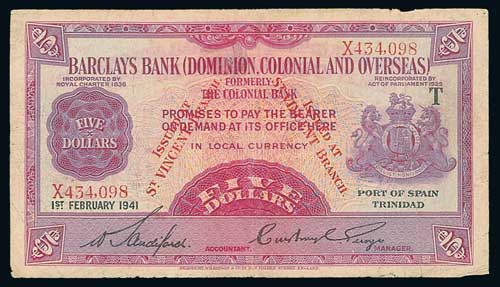 X434,098
BARCLAYS BANK (DOMINION, COLONIAL AND OVERSEAS)
INCORPORATED BY
ROYAL CHARTER 1836
FORMERLY
THE COLONIAL BANK
REINCORPORATED BY
ACT OF PARLIAMENT 1925
T
FIVE
DOLLARS
PROMISES TO PAY THE BEARER
ON DEMAND AT ITS OFFICE HERE
IN LOCAL CURRENCY
ISSUED AT
ST VINCENT BRANCH
ISSUED AT
ST VINCENT BRANCH
X434,098
1ST FEBRUARY 1941
FIVE
DOLLARS
PORT OF SPAIN
TRINIDAD
ACCOUNTANT.
MANAGER.